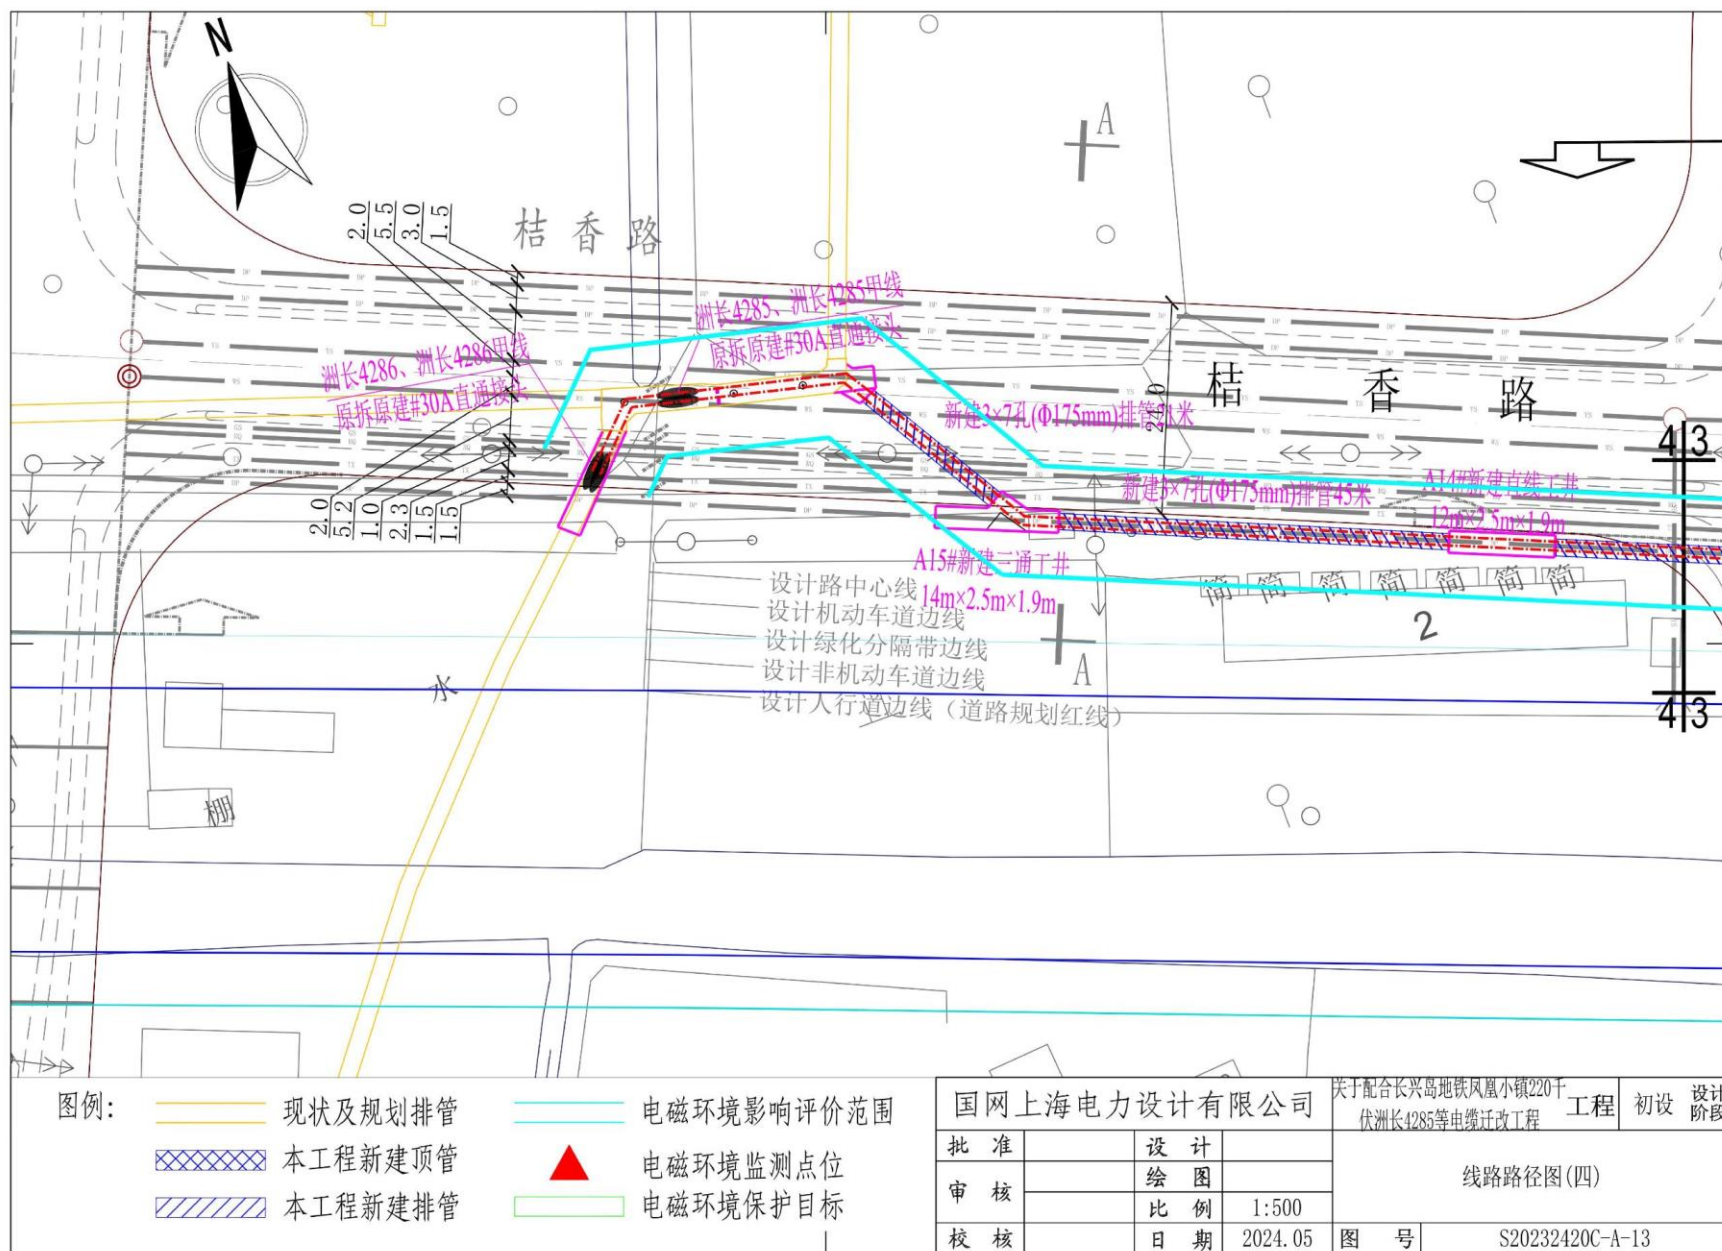 N
A
2.0
5.5
3.0
1.5
桔香路
洲长4285、洲长4285甲线
原拆原建#30A直通接头
洲长4286、洲长4286甲线
原拆原建#30A直通接头
桔香路
新建3×7孔(Φ175mm)排管21米
4 3
新建3×7孔(Φ175mm)排管45米
A14#新建直线工井
12m×2.5m×1.9m
2.0
5.2
1.0
2.3
1.5
1.5
A15#新建三通工井
14m×2.5m×1.9m
简 简 简 简 简 简 简
2
设计路中心线
设计机动车道边线
设计绿化分隔带边线
设计非机动车道边线
设计人行道边线（道路规划红线）
A
水
4 3
棚
图例:
现状及规划排管
电磁环境影响评价范围
本工程新建顶管
电磁环境监测点位
本工程新建排管
电磁环境保护目标
国网上海电力设计有限公司
关于配合长兴岛地铁凤凰小镇220千
伏洲长4285等电缆迁改工程
工程
初设
设计
阶段
批准
设计
绘图
审核
比例
1:500
校核
日期
2024.05
线路路径图(四)
图号
S20232420C-A-13